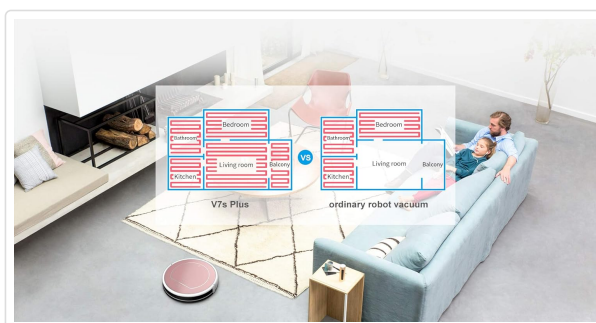 Bedroom
Bathroom
Kitchen
Living room
Balcony
V7s Plus
VS
Bedroom
Bathroom
Kitchen
Living room
Balcony
ordinary robot vacuum